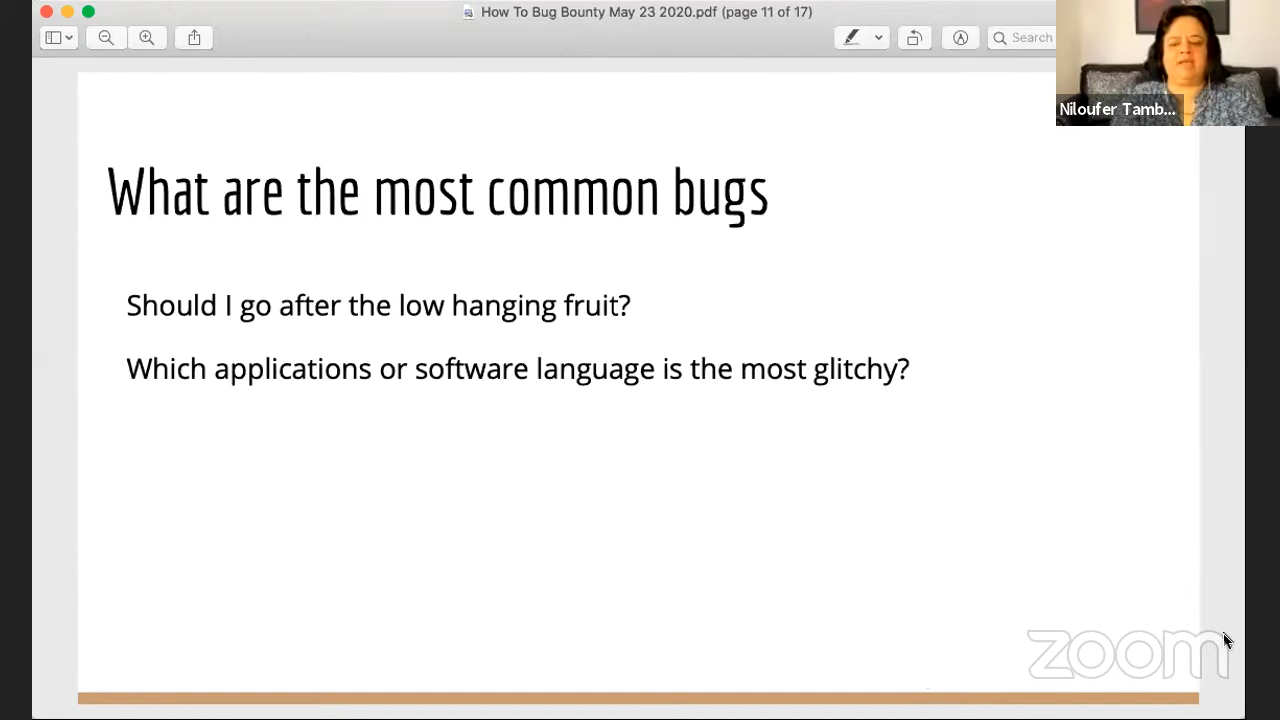 How To Bug Bounty May 23 2020.pdf (page 11 of 17)
Search
Niloufer Tamb...
What are the most common bugs
Should I go after the low hanging fruit?
Which applications or software language is the most glitchy?
zoom